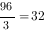 96/3 = 32